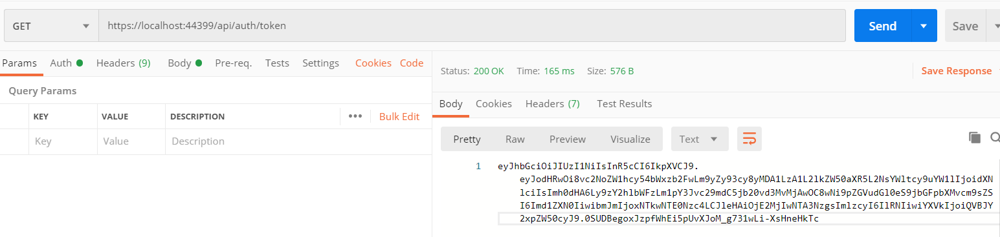 GET
https://localhost:44399/api/auth/token
Send
Save
Params Auth Headers (9) Body Pre-req. Tests Settings Cookies Code
Status: 200 OK Time: 165 ms Size: 576 B
Save Response
Query Params
Body Cookies Headers (7) Test Results
KEY VALUE DESCRIPTION ••• Bulk Edit
Key Value Description
Pretty Raw Preview Visualize Text
1 eyJhbGciOiJIUzI1NiIsInR5cCI6IkpXVCJ9.
eyJodHRwOi8vc2NoZW1hcy54bWxzb2FwLm9yZy93cy8yMDA1LzA1L2lkZW50aXR5L2NsYWltcy9uYW1lIjoidXN
lciIsImh0dHA6Ly9zY2hlbWFzLm1pY3Jvc29mdC5jb20vd3MvMjAwOC8wNi9pZGVudGl0eS9jbGFpbXMvcm9sZS
I6Imd1ZXN0IiwibmJmIjoxNTkwNTE0Nzc4LCJleHAiOjE2MjIwNTA3NzgsImlzcyI6IlRNIiwiYXVkIjoiQVBJY
2xpZW50cyJ9.0SUDBegoxJzpfWhEi5pUvXJoM_g731wLi-XsHneHkTc